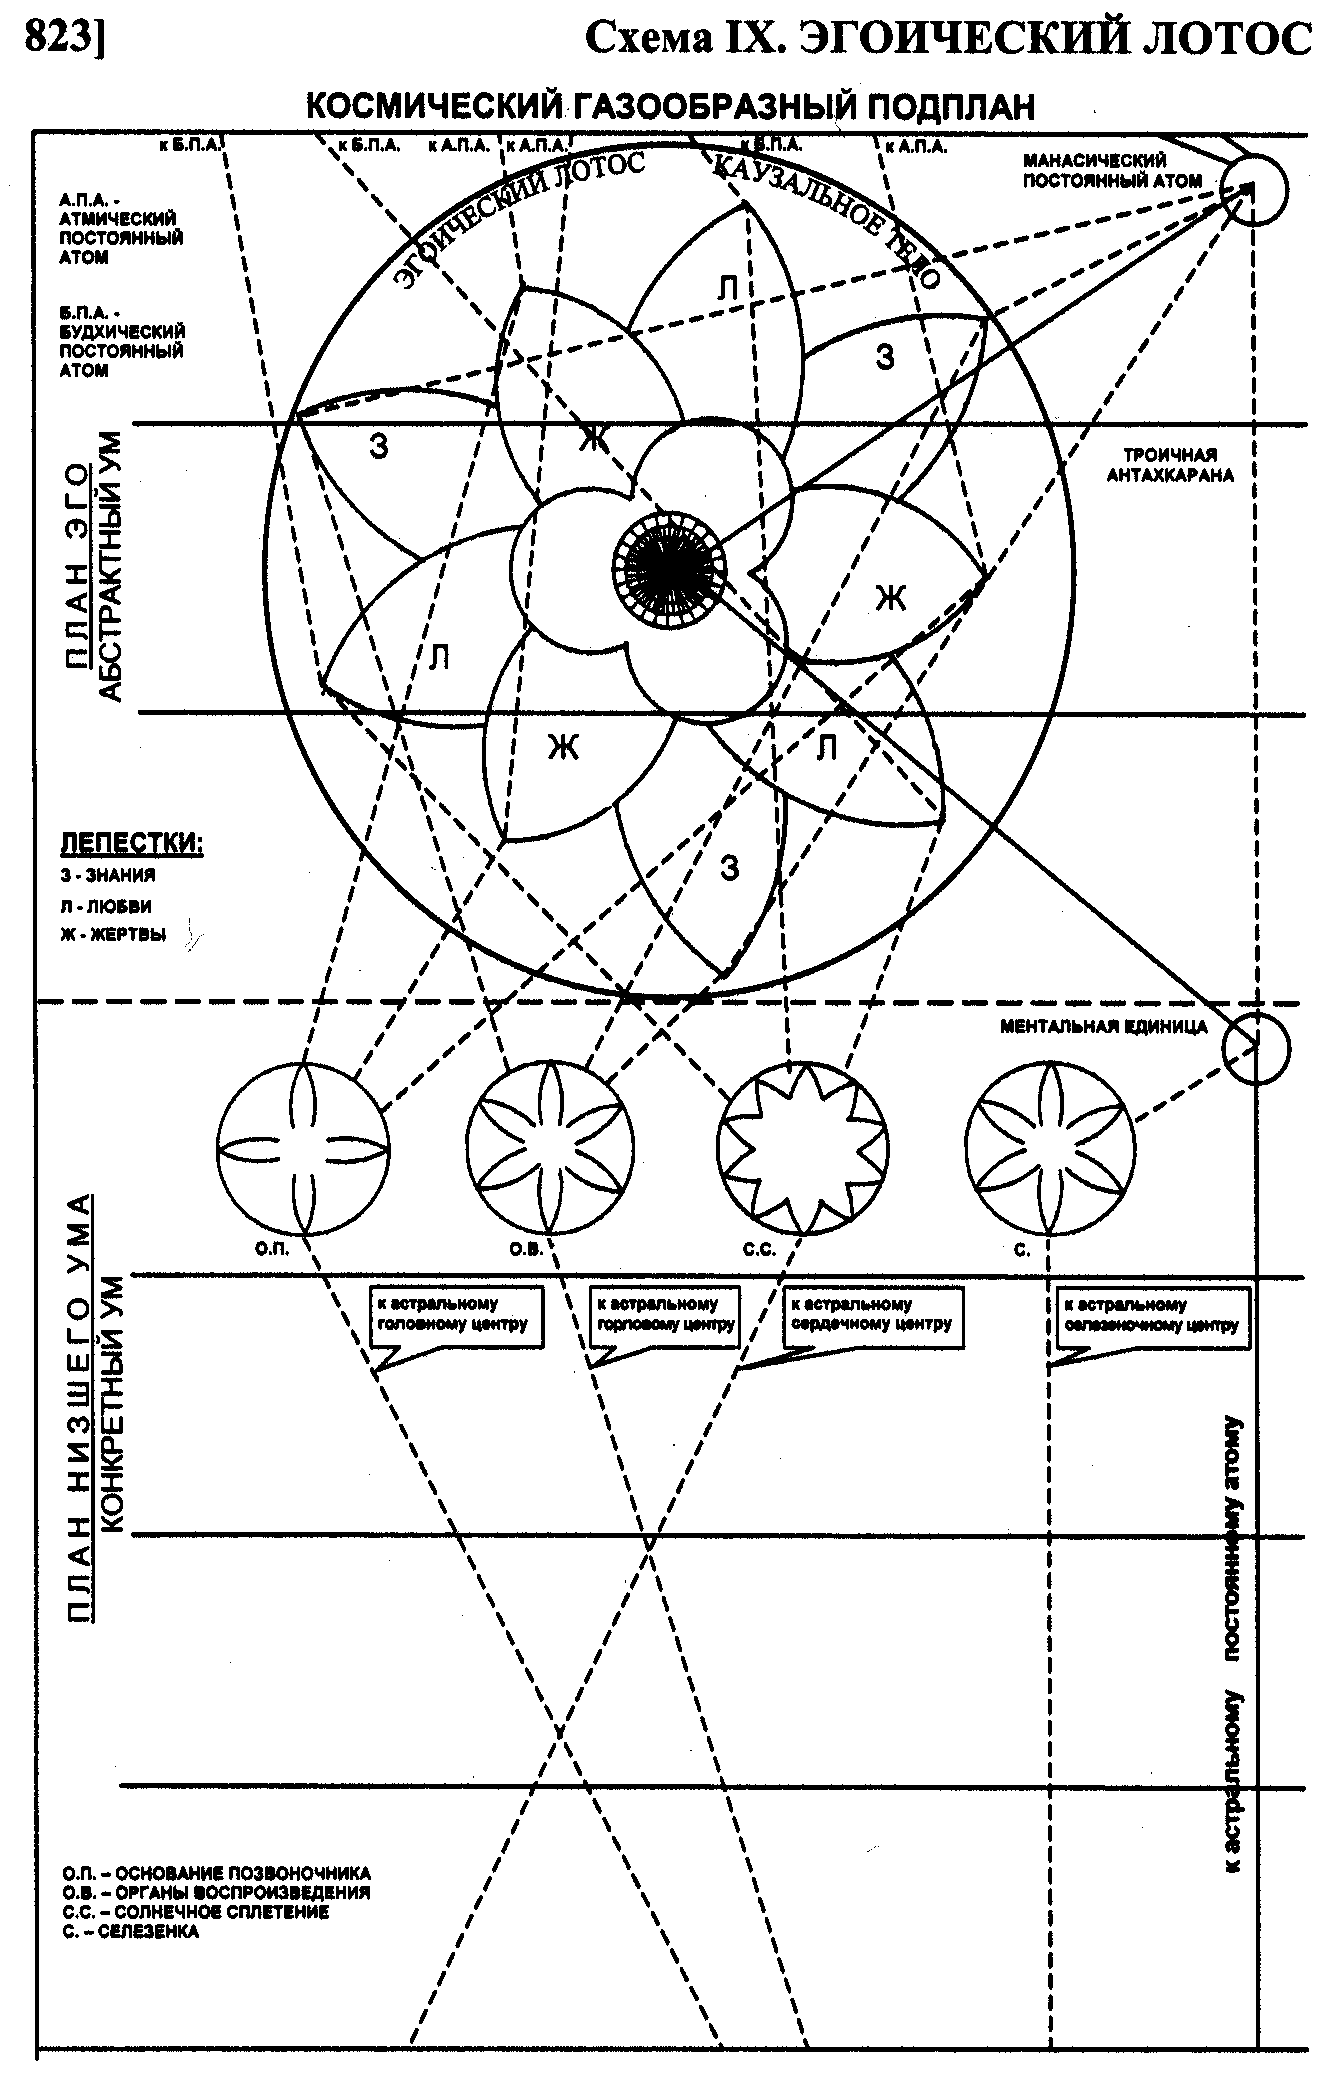 823]
Схема IX. ЭГОИЧЕСКИЙ ЛОТОС
КОСМИЧЕСКИЙ ГАЗООБРАЗНЫЙ ПОДПЛАН
к Б.П.А.
к Б.П.А.
к А.П.А.
к А.П.А.
к Б.П.А.
к А.П.А.
МАНАСИЧЕСКИЙ
ПОСТОЯННЫЙ АТОМ
ЭГОИЧЕСКИЙ ЛОТОС
КАУЗАЛЬНОЕ ТЕЛО
А.П.А. -
АТМИЧЕСКИЙ
ПОСТОЯННЫЙ
АТОМ
Б.П.А. -
БУДХИЧЕСКИЙ
ПОСТОЯННЫЙ
АТОМ
Л
З
З
Ж
ТРОИЧНАЯ
АНТАХКАРАНА
ПЛАН ЭГО
АБСТРАКТНЫЙ УМ
Ж
Л
Ж
Л
З
ЛЕПЕСТКИ:
З - ЗНАНИЯ
Л - ЛЮБВИ
Ж - ЖЕРТВЫ
МЕНТАЛЬНАЯ ЕДИНИЦА
О.П.
О.В.
С.С.
С.
ПЛАН НИЗШЕГО УМА
КОНКРЕТНЫЙ УМ
к астральному
головному центру
к астральному
горловому центру
к астральному
сердечному центру
к астральному
селезеночному центру
к астральному постоянному атому
О.П. – ОСНОВАНИЕ ПОЗВОНОЧНИКА
О.В. – ОРГАНЫ ВОСПРОИЗВЕДЕНИЯ
С.С. – СОЛНЕЧНОЕ СПЛЕТЕНИЕ
С. – СЕЛЕЗЕНКА